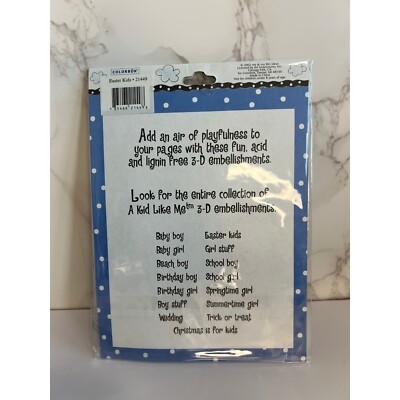 COLORBÖK
Easter Kids • 21449
Add an air of playfulness to
your pages with these fun, acid
and lignin free 3-D embellishments.
Look for the entire collection of
A Kid Like Me™ 3-D embellishments.
Baby boy Easter kids
Baby girl Girl stuff
Beach boy School boy
Birthday boy School girl
Birthday girl Springtime girl
Boy stuff Summertime girl
Wedding Trick or treat
Christmas is for kids